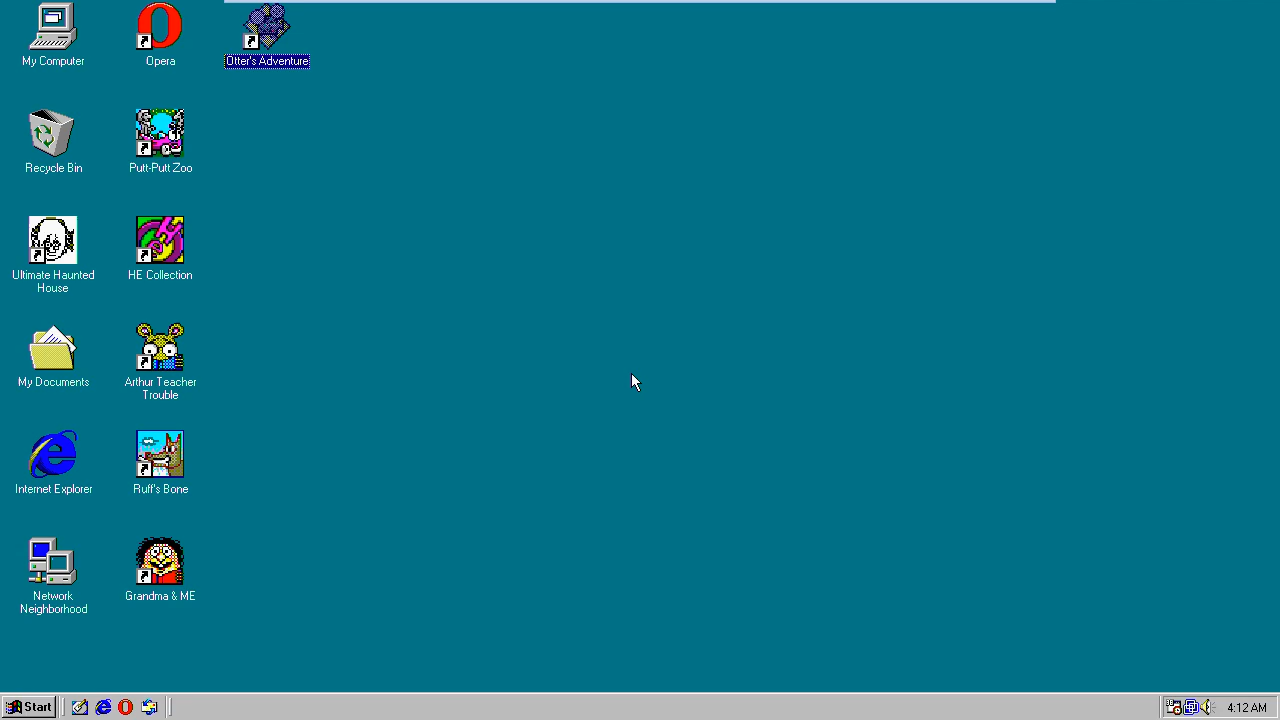 My Computer
Opera
Otter's Adventure
Recycle Bin
Putt-Putt Zoo
Ultimate Haunted
House
HE Collection
My Documents
Arthur Teacher
Trouble
Internet Explorer
Ruff's Bone
Network
Neighborhood
Grandma & ME
Start
4:12 AM